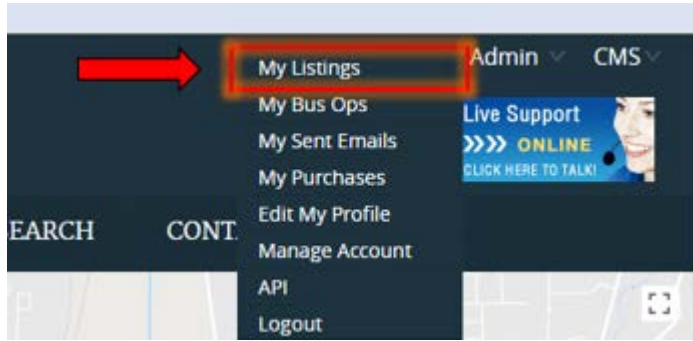 My Listings
My Bus Ops
My Sent Emails
My Purchases
Edit My Profile
Manage Account
API
Logout
Admin CMS
Live Support
ONLINE
CLICK HERE TO TALK!
EARCH CONT